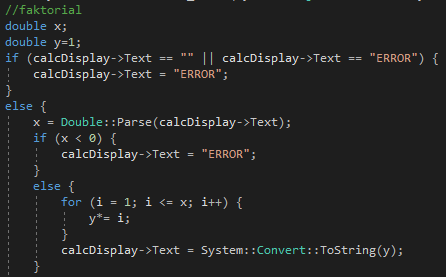 //faktorial
double x;
double y=1;
if (calcDisplay->Text == "" || calcDisplay->Text == "ERROR") {
calcDisplay->Text = "ERROR";
}
else {
x = Double::Parse(calcDisplay->Text);
if (x < 0) {
calcDisplay->Text = "ERROR";
}
else {
for (i = 1; i <= x; i++) {
y*= i;
}
calcDisplay->Text = System::Convert::ToString(y);
}